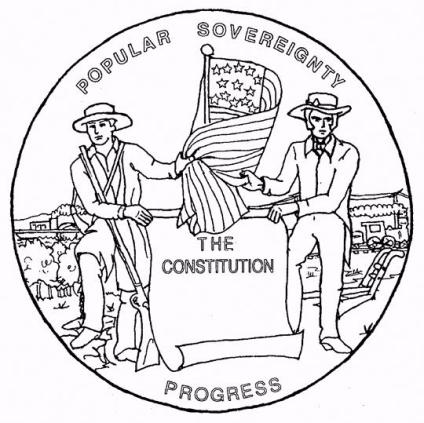 POPULAR SOVEREIGNTY
THE
CONSTITUTION
PROGRESS